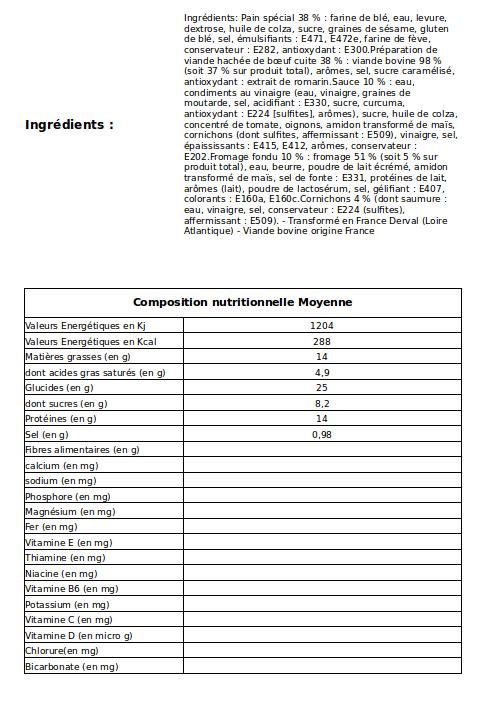 Ingrédients: Pain spécial 38 % : farine de blé, eau, levure,
dextrose, huile de colza, sucre, graines de sésame, gluten
de blé, sel, émulsifiants : E471, E472e, farine de fève,
conservateur : E282, antioxydant : E300.Préparation de
viande hachée de bœuf cuite 38 % : viande bovine 98 %
(soit 37 % sur produit total), arômes, sel, sucre caramélisé,
antioxydant : extrait de romarin.Sauce 10 % : eau,
condiments au vinaigre (eau, vinaigre, graines de
moutarde, sel, acidifiant : E330, sucre, curcuma,
antioxydant : E224 [sulfites], arômes), sucre, huile de colza,
concentré de tomate, oignons, amidon transformé de maïs,
cornichons (dont sulfites, affermissant : E509), vinaigre, sel,
épaississants : E415, E412, arômes, conservateur :
E202.Fromage fondu 10 % : fromage 51 % (soit 5 % sur
produit total), eau, beurre, poudre de lait écrémé, amidon
transformé de maïs, sel de fonte : E331, protéines de lait,
arômes (lait), poudre de lactosérum, sel, gélifiant : E407,
colorants : E160a, E160c.Cornichons 4 % (dont saumure :
eau, vinaigre, sel, conservateur : E224 (sulfites),
affermissant : E509). - Transformé en France Derval (Loire
Atlantique) - Viande bovine origine France
Ingrédients :
Composition nutritionnelle Moyenne
Valeurs Energétiques en Kj 1204
Valeurs Energétiques en Kcal 288
Matières grasses (en g) 14
dont acides gras saturés (en g) 4,9
Glucides (en g) 25
dont sucres (en g) 8,2
Protéines (en g) 14
Sel (en g) 0,98
Fibres alimentaires (en g)
calcium (en mg)
sodium (en mg)
Phosphore (en mg)
Magnésium (en mg)
Fer (en mg)
Vitamine E (en mg)
Thiamine (en mg)
Niacine (en mg)
Vitamine B6 (en mg)
Potassium (en mg)
Vitamine C (en mg)
Vitamine D (en micro g)
Chlorure(en mg)
Bicarbonate (en mg)